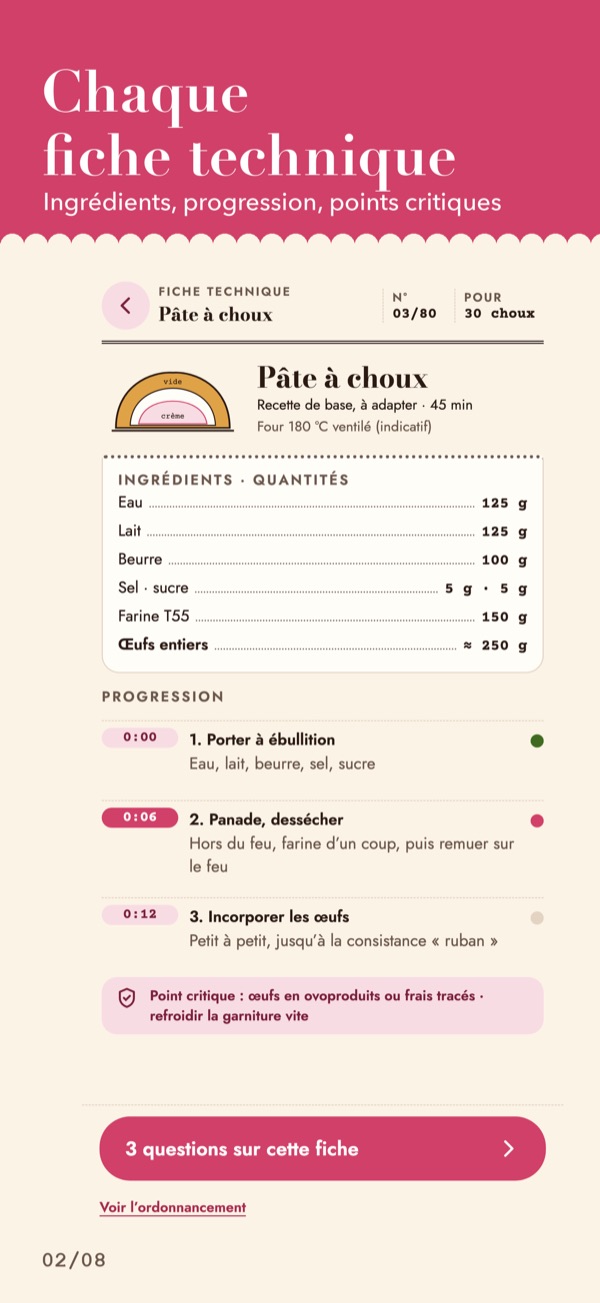 Chaque
fiche technique
Ingrédients, progression, points critiques
FICHE TECHNIQUE
Pâte à choux
N°
03/80
POUR
30 choux
vide
crème
Pâte à choux
Recette de base, à adapter · 45 min
Four 180 °C ventilé (indicatif)
INGRÉDIENTS · QUANTITÉS
Eau 125 g
Lait 125 g
Beurre 100 g
Sel · sucre 5 g · 5 g
Farine T55 150 g
Œufs entiers ≈ 250 g
PROGRESSION
0:00 1. Porter à ébullition
Eau, lait, beurre, sel, sucre
0:06 2. Panade, dessécher
Hors du feu, farine d’un coup, puis remuer sur
le feu
0:12 3. Incorporer les œufs
Petit à petit, jusqu’à la consistance « ruban »
Point critique : œufs en ovoproduits ou frais tracés ·
refroidir la garniture vite
3 questions sur cette fiche
Voir l’ordonnancement
02/08